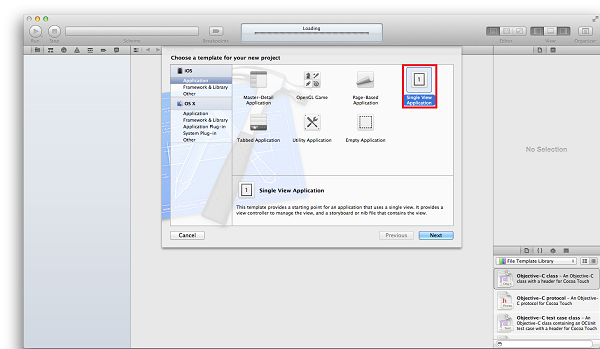 Loading
Run
Stop
Scheme
Breakpoints
Editor
View
Organizer
Choose a template for your new project
iOS
Application
Framework & Library
Other
OS X
Application
Framework & Library
Application Plug-in
System Plug-in
Other
Master-Detail
Application
OpenGL Game
Page-Based
Application
1
Single View
Application
Tabbed Application
Utility Application
Empty Application
1
Single View Application
This template provides a starting point for an application that uses a single view. It provides a
view controller to manage the view, and a storyboard or nib file that contains the view.
Cancel
Previous
Next
No Selection
{ }
File Template Library
Objective-C class - An Objective-C
class with a header for Cocoa Touch
Objective-C protocol - An Objective-
C protocol for Cocoa Touch
Objective-C test case class - An
Objective-C class containing an OCUnit
test case with a header for Cocoa Touch